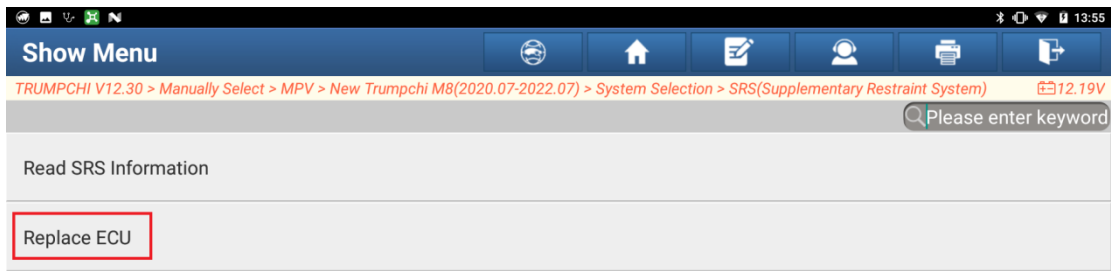 13:55
Show Menu
TRUMPCHI V12.30 > Manually Select > MPV > New Trumpchi M8(2020.07-2022.07) > System Selection > SRS(Supplementary Restraint System) 12.19V
Please enter keyword
Read SRS Information
Replace ECU